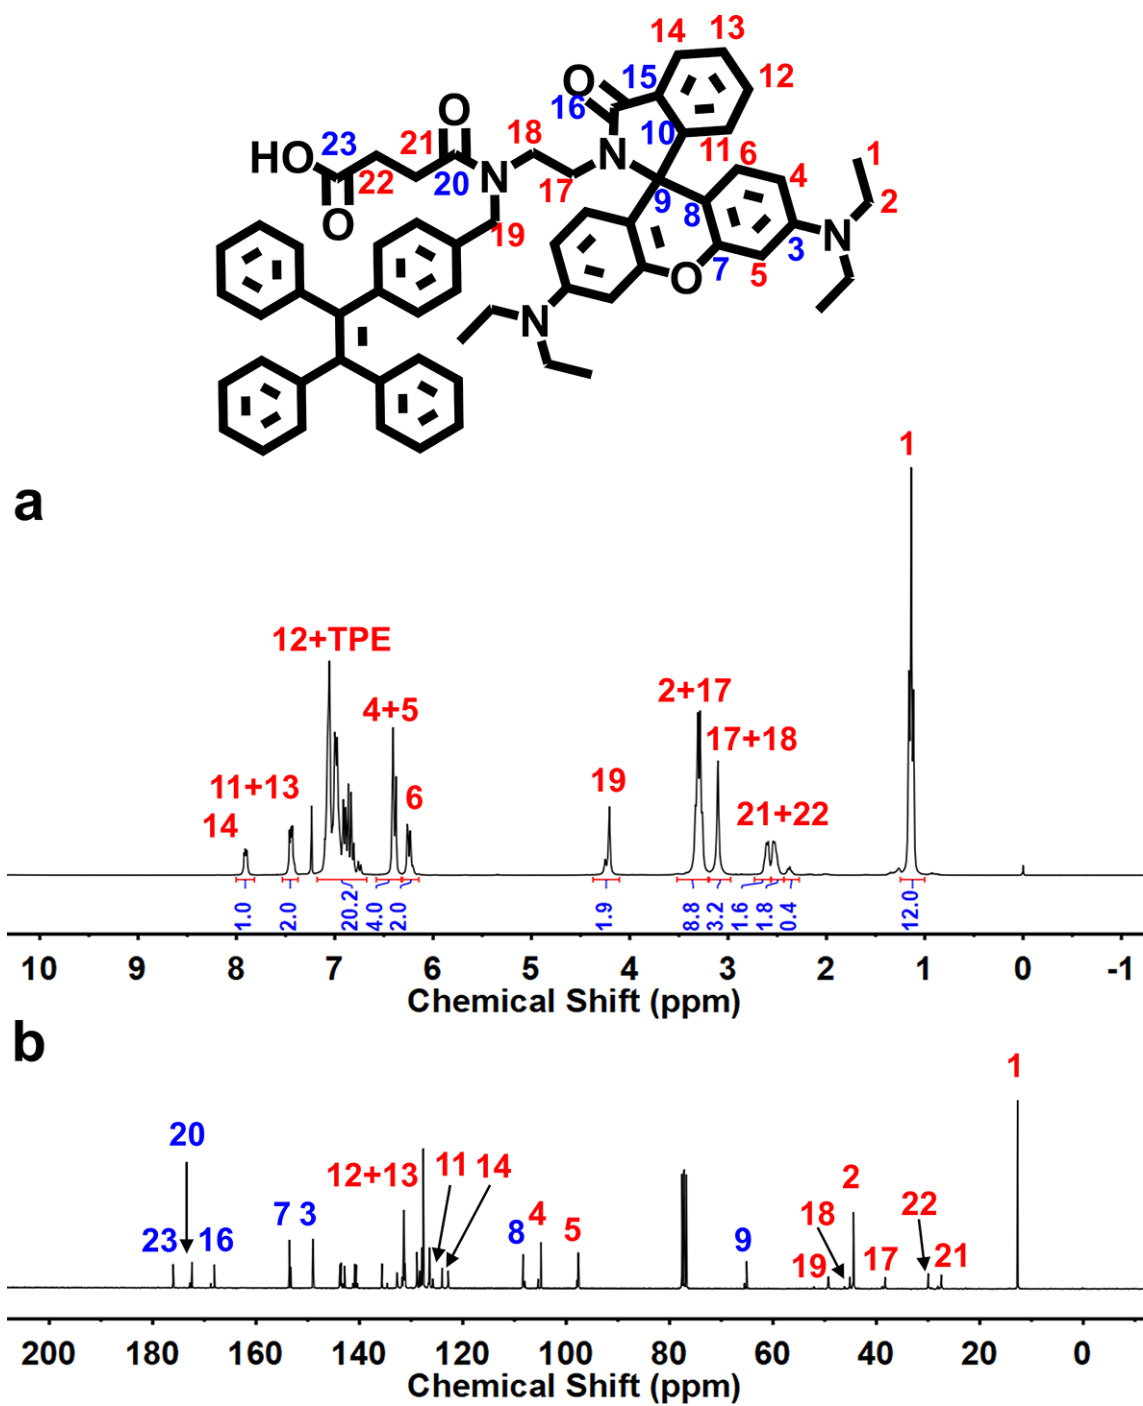 14 13
O 15 12
16
O
23 21 18 10 N 11 6 4 1
HO 22 20 N 17 9 8 2
O 19 7 O 5 3 N
N
a
1
12+TPE
4+5
2+17
17+18
11+13
14
6
19
21+22
1.0 2.0 20.2 4.0 2.0 1.9 8.8 3.2 1.6 1.8 0.4 12.0
10 9 8 7 6 5 4 3 2 1 0 -1
Chemical Shift (ppm)
b
1
20
12+13 11 14
2
23 16 7 3 8 4 5 9 18 22
19 17 21
200 180 160 140 120 100 80 60 40 20 0
Chemical Shift (ppm)